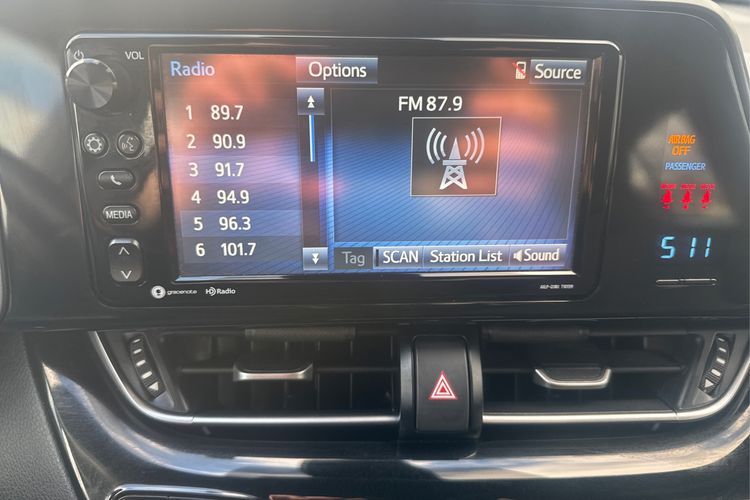 VOL
Radio
Options
Source
1 89.7
2 90.9
3 91.7
4 94.9
5 96.3
6 101.7
FM 87.9
MEDIA
Tag SCAN Station List Sound
gracenote HD Radio
AIRBAG
OFF
PASSENGER
5 11